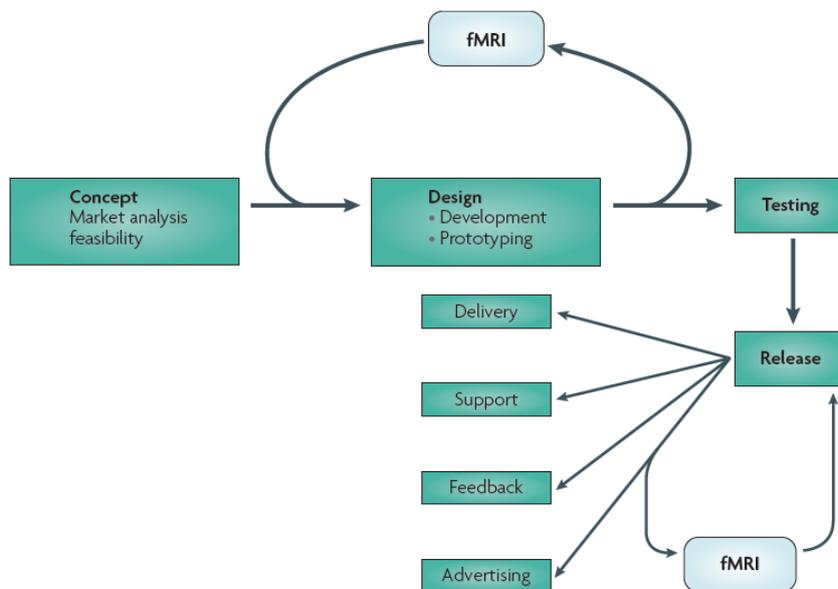 fMRI
Concept
Market analysis
feasibility
Design
• Development
• Prototyping
Testing
Delivery
Release
Support
Feedback
fMRI
Advertising